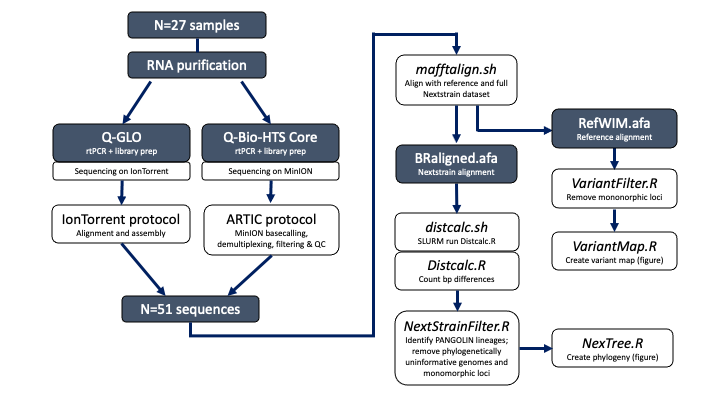 N=27 samples
RNA purification
Q-GLO
rtPCR + library prep
Sequencing on IonTorrent
Q-Bio-HTS Core
rtPCR + library prep
Sequencing on MinION
IonTorrent protocol
Alignment and assembly
ARTIC protocol
MinION basecalling,
demultiplexing, filtering & QC
N=51 sequences
mafftalign.sh
Align with reference and full
Nextstrain dataset
BRaligned.afa
Nextstrain alignment
distcalc.sh
SLURM run Distcalc.R
Distcalc.R
Count bp differences
NextStrainFilter.R
Identify PANGOLIN lineages;
remove phylogenetically
uninformative genomes and
monomorphic loci
RefWIM.afa
Reference alignment
VariantFilter.R
Remove mononorphic loci
VariantMap.R
Create variant map (figure)
NexTree.R
Create phylogeny (figure)